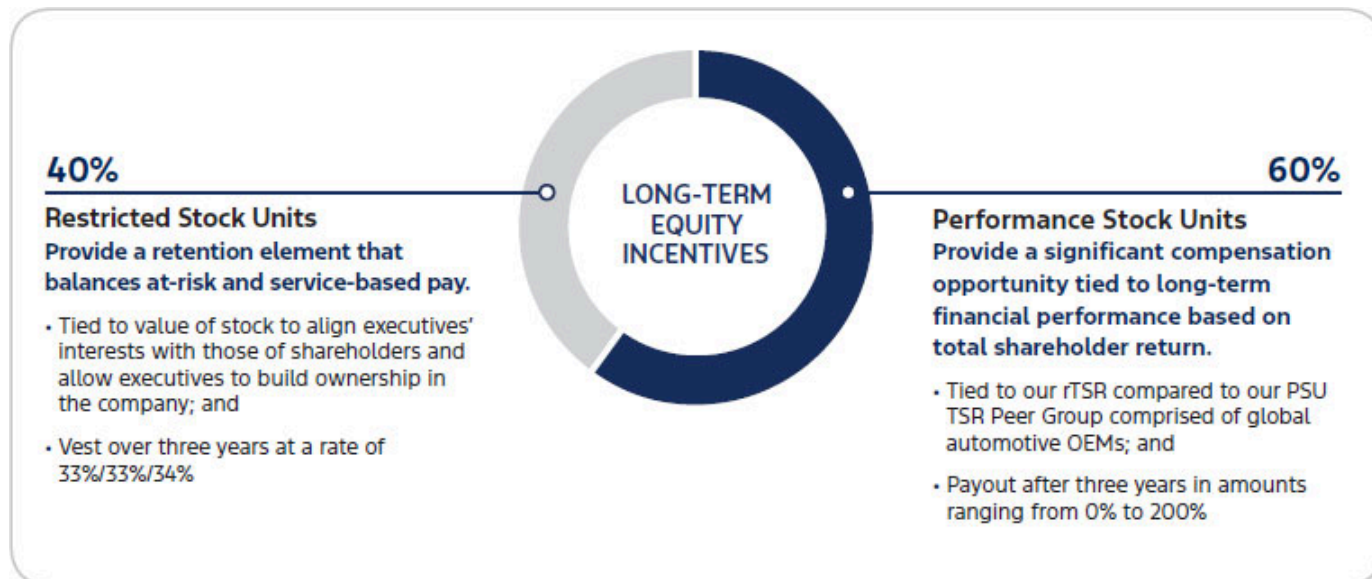 40%
Restricted Stock Units
Provide a retention element that
balances at-risk and service-based pay.
• Tied to value of stock to align executives’
interests with those of shareholders and
allow executives to build ownership in
the company; and
• Vest over three years at a rate of
33%/33%/34%
LONG-TERM
EQUITY
INCENTIVES
60%
Performance Stock Units
Provide a significant compensation
opportunity tied to long-term
financial performance based on
total shareholder return.
• Tied to our rTSR compared to our PSU
TSR Peer Group comprised of global
automotive OEMs; and
• Payout after three years in amounts
ranging from 0% to 200%